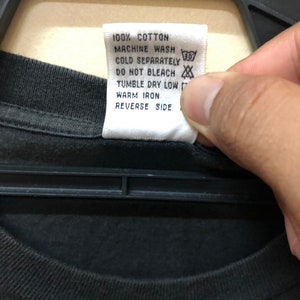 100% COTTON
MACHINE WASH
COLD SEPARATELY
DO NOT BLEACH
TUMBLE DRY LOW
WARM IRON
REVERSE SIDE